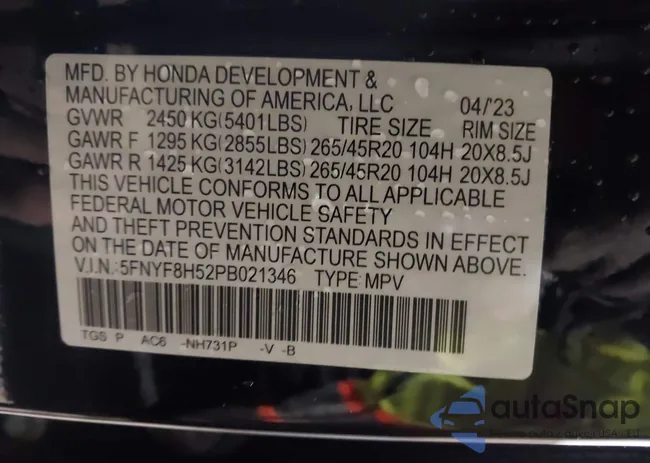 MFD. BY HONDA DEVELOPMENT &
MANUFACTURING OF AMERICA, LLC 04/'23
GVWR 2450 KG(5401LBS) TIRE SIZE RIM SIZE
GAWR F 1295 KG(2855LBS) 265/45R20 104H 20X8.5J
GAWR R 1425 KG(3142LBS) 265/45R20 104H 20X8.5J
THIS VEHICLE CONFORMS TO ALL APPLICABLE
FEDERAL MOTOR VEHICLE SAFETY
AND THEFT PREVENTION STANDARDS IN EFFECT
ON THE DATE OF MANUFACTURE SHOWN ABOVE.
V.I.N.:5FNYF8H52PB021346 TYPE:MPV
TGS P AC6 -NH731P -V -B
autoSnap